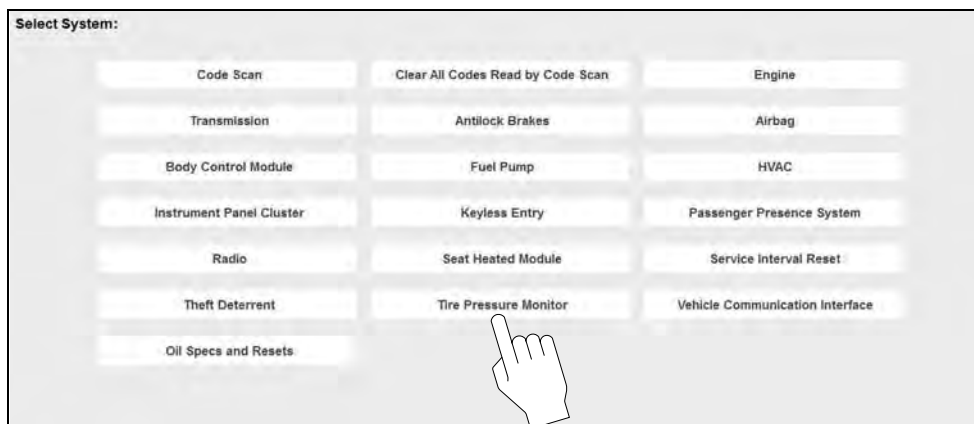 Select System:
Code Scan
Clear All Codes Read by Code Scan
Engine
Transmission
Antilock Brakes
Airbag
Body Control Module
Fuel Pump
HVAC
Instrument Panel Cluster
Keyless Entry
Passenger Presence System
Radio
Seat Heated Module
Service Interval Reset
Theft Deterrent
Tire Pressure Monitor
Vehicle Communication Interface
Oil Specs and Resets